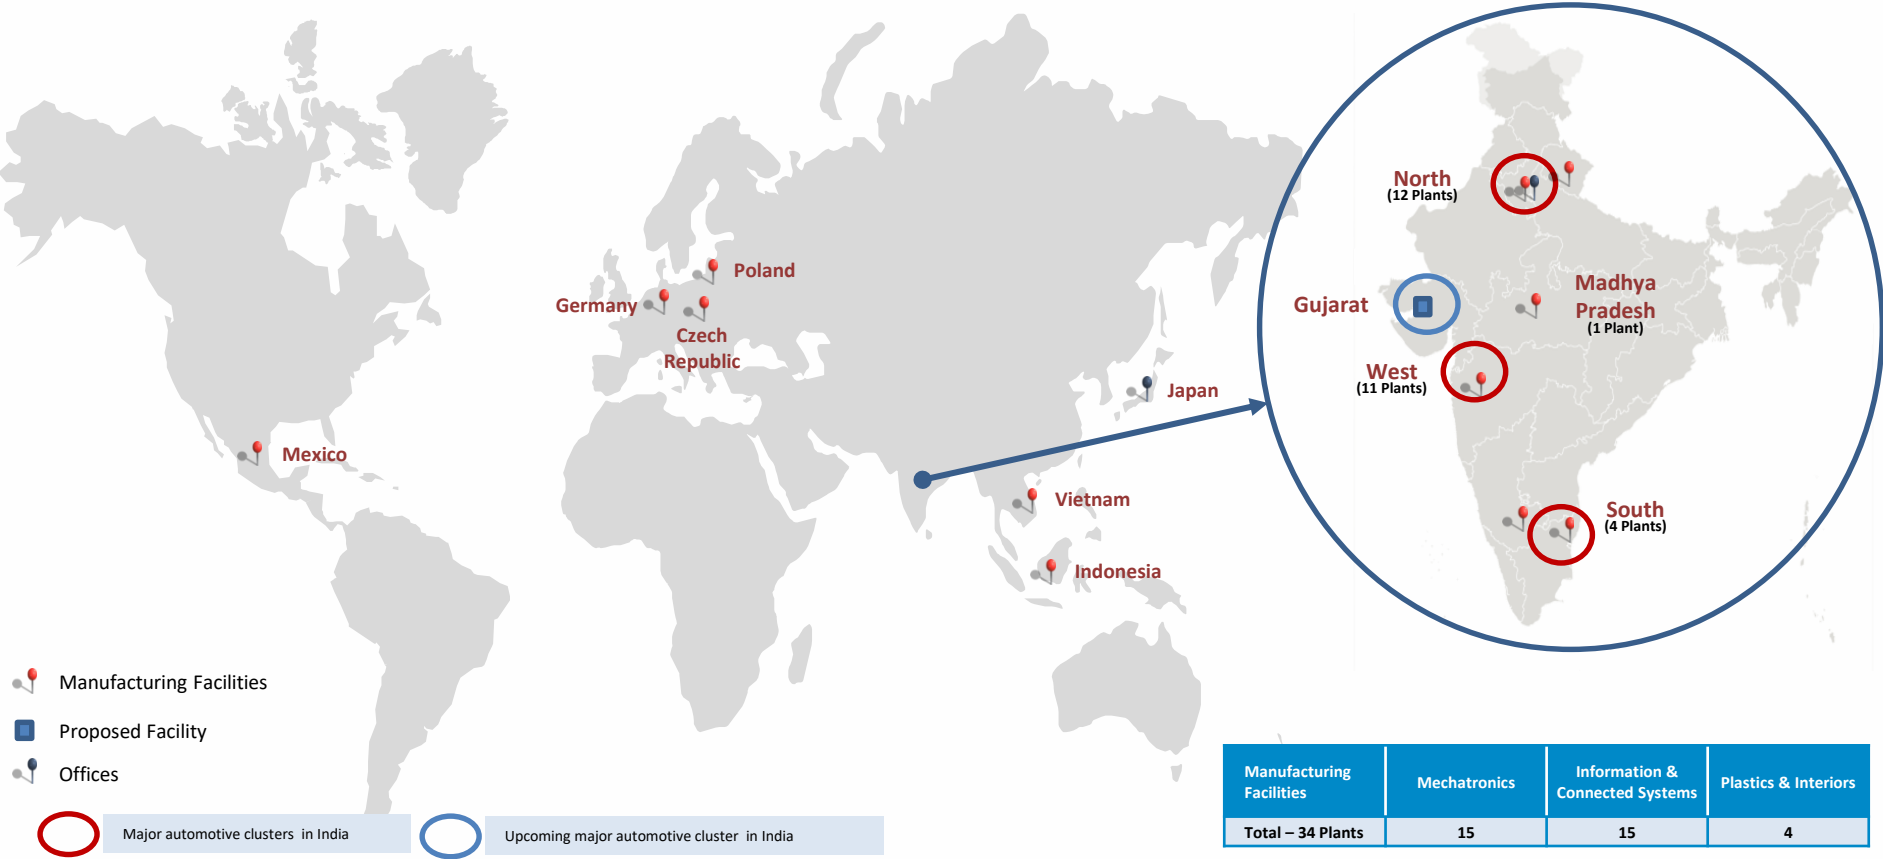 North
(12 Plants)
Poland
Germany
Czech
Republic
Madhya
Pradesh
(1 Plant)
Gujarat
West
(11 Plants)
Japan
Mexico
Vietnam
South
(4 Plants)
Indonesia
Manufacturing Facilities
Proposed Facility
Offices
Major automotive clusters in India
Upcoming major automotive cluster in India
Manufacturing
Facilities
Mechatronics
Information &
Connected Systems
Plastics & Interiors
Total – 34 Plants
15
15
4